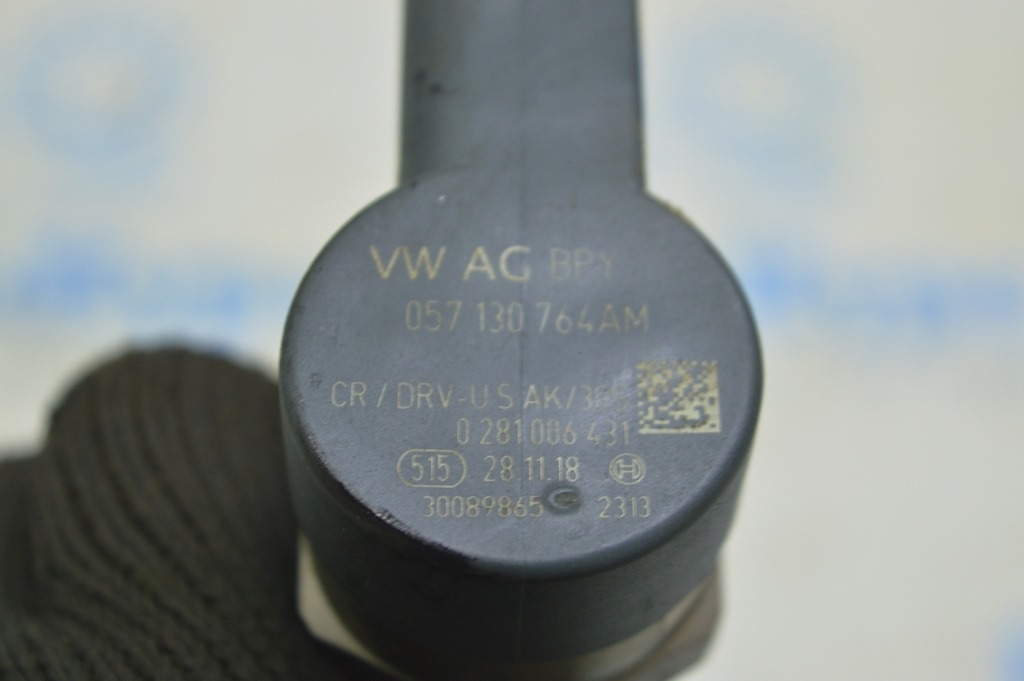 VW AG BPY
057 130 764AM
CR / DRV-U S AK/
0 281 006 431
515 28.11.18
30089865 2313